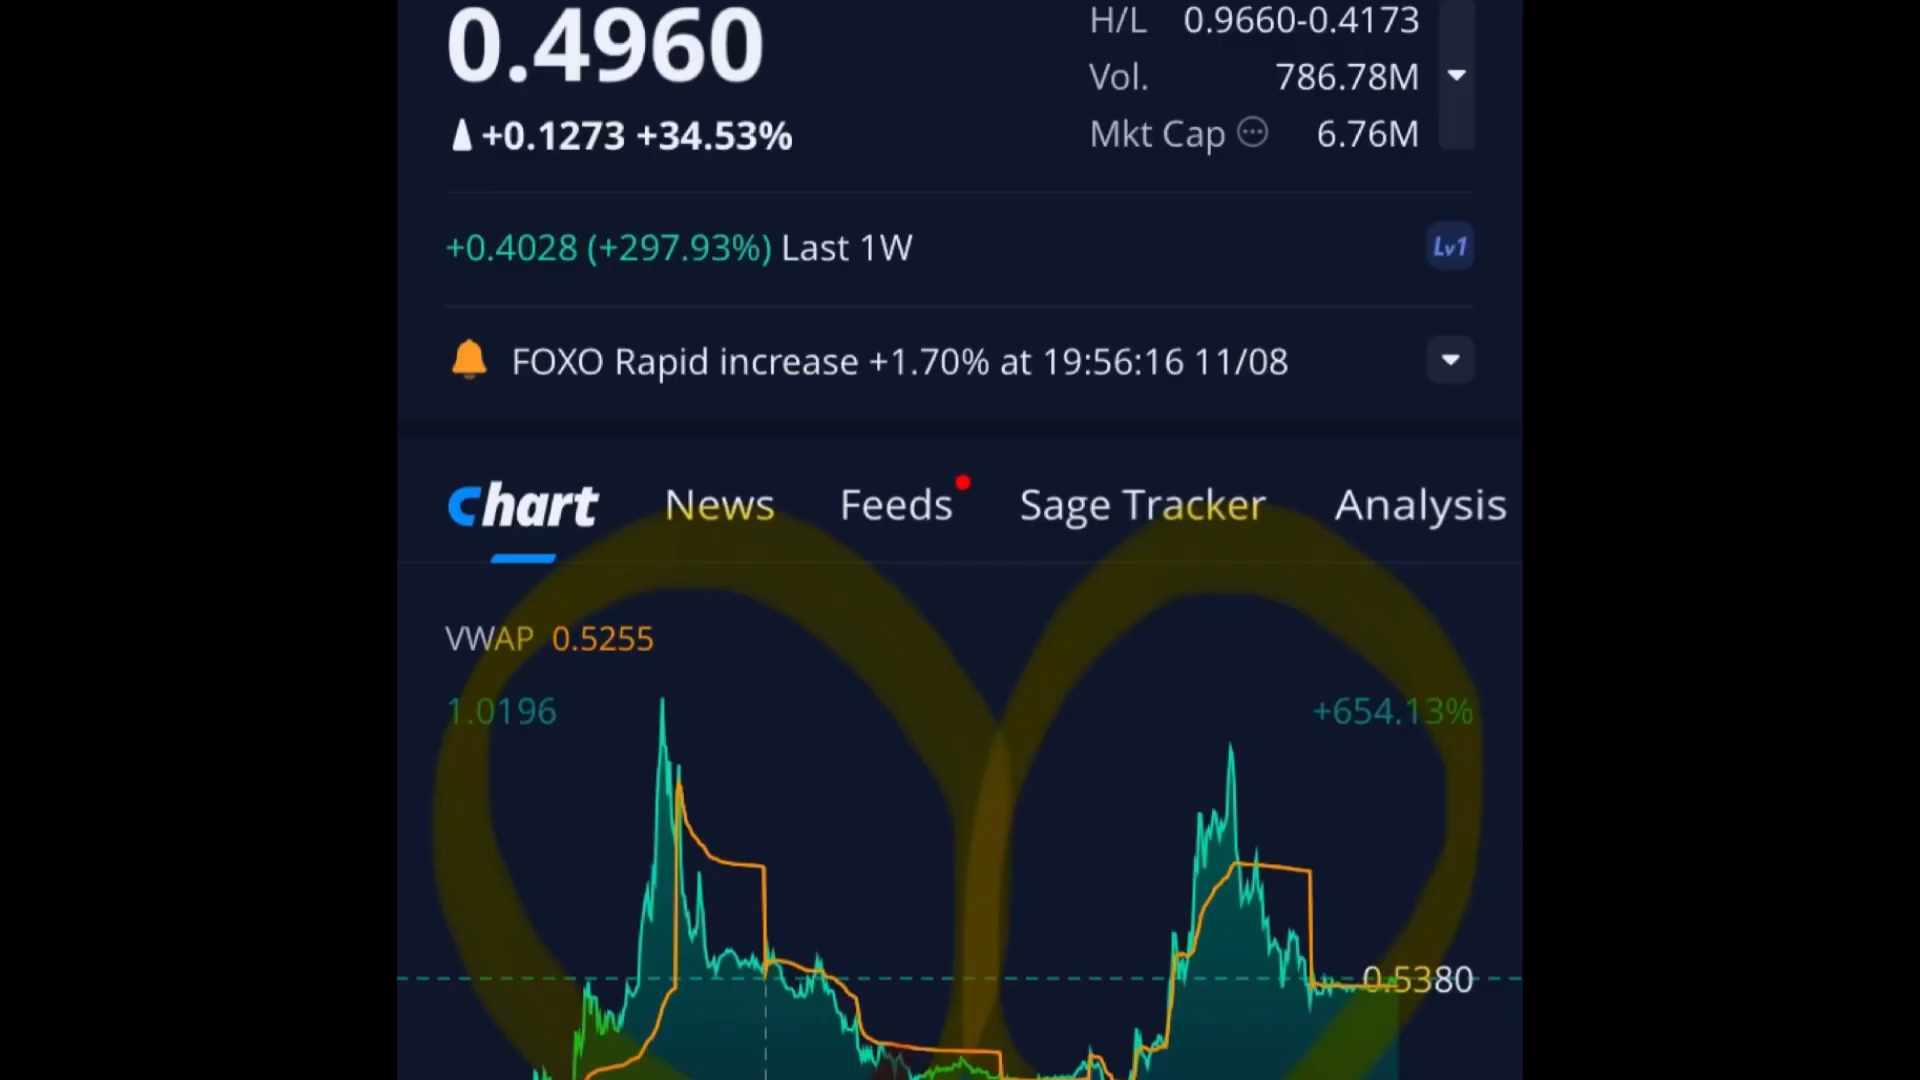 0.4960
H/L 0.9660-0.4173
Vol. 786.78M
+0.1273 +34.53%
Mkt Cap 6.76M
+0.4028 (+297.93%) Last 1W
Lv1
FOXO Rapid increase +1.70% at 19:56:16 11/08
Chart News Feeds Sage Tracker Analysis
VWAP 0.5255
1.0196 +654.13%
0.5380